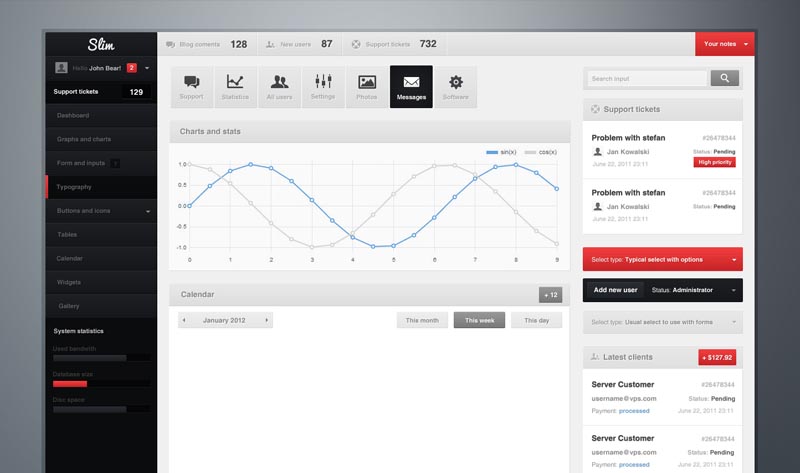 Slim
Blog coments 128
New users 87
Support tickets 732
Your notes
Hello John Bear! 2
Support tickets 129
Dashboard
Graphs and charts
Form and inputs
Typography
Buttons and icons
Tables
Calendar
Widgets
Gallery
System statistics
Used bandwith
Database size
Disc space
Support
Statistics
All users
Settings
Photos
Messages
Software
Charts and stats
sin(x) cos(x)
1.0
0.5
0.0
-0.5
-1.0
0 1 2 3 4 5 6 7 8 9
Calendar + 12
January 2012
This month
This week
This day
Search input
Support tickets
Problem with stefan #26478344
Jan Kowalski Status: Pending
June 22, 2011 23:11 High priority
Problem with stefan #26478344
Jan Kowalski Status: Pending
June 22, 2011 23:11
Select type: Typical select with options
Add new user Status: Administrator
Select type: Usual select to use with forms
Latest clients + $127.92
Server Customer #26478344
username@vps.com Status: Pending
Payment: processed June 22, 2011 23:11
Server Customer #26478344
username@vps.com Status: Pending
Payment: processed June 22, 2011 23:11